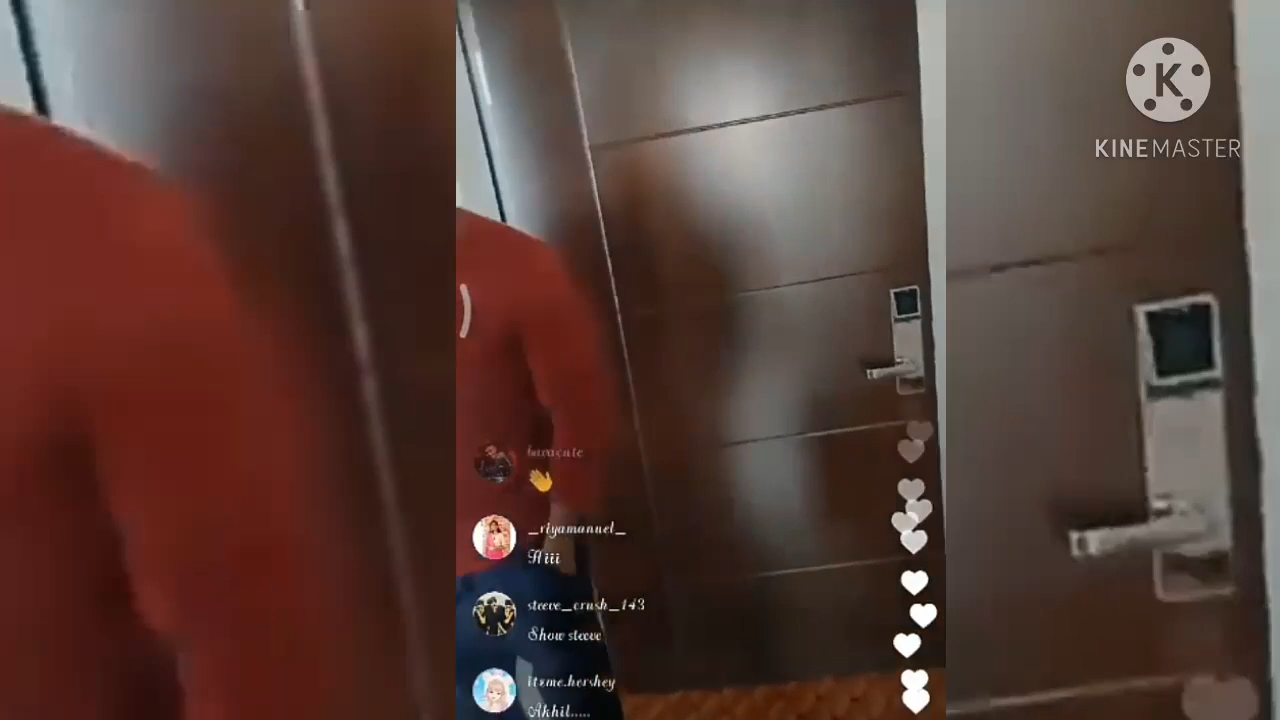 K
KINEMASTER
👋
_riyamanuel_
Hiii
steeve_crush_143
Show steeve
itzme.hershey
Akhil.....